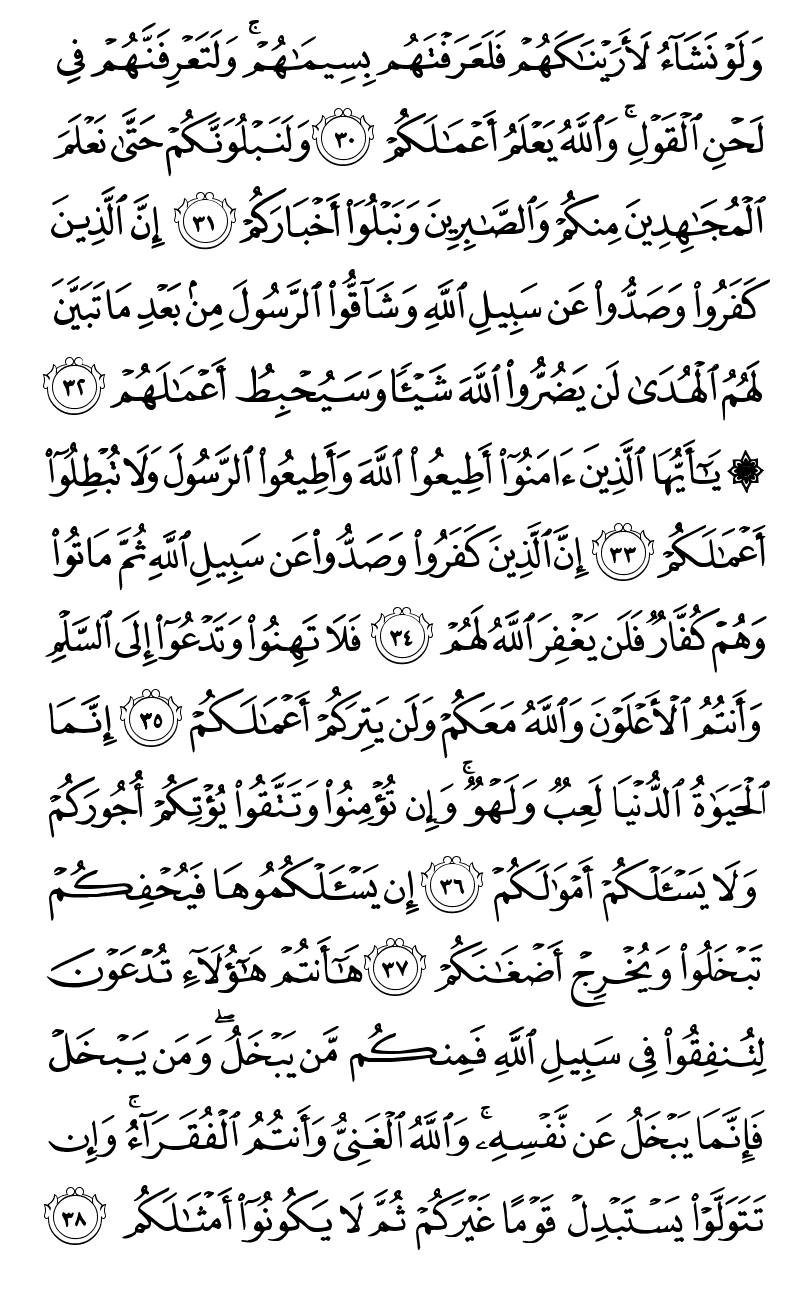 وَلَوۡ نَشَآءُ لَأَرَيۡنَٰكَهُمۡ فَلَعَرَفۡتَهُم بِسِيمَٰهُمۡۚ وَلَتَعۡرِفَنَّهُمۡ فِي
لَحۡنِ ٱلۡقَوۡلِۚ وَٱللَّهُ يَعۡلَمُ أَعۡمَٰلَكُمۡ ٣٠ وَلَنَبۡلُوَنَّكُمۡ حَتَّىٰ نَعۡلَمَ
ٱلۡمُجَٰهِدِينَ مِنكُمۡ وَٱلصَّٰبِرِينَ وَنَبۡلُوَاْ أَخۡبَارَكُمۡ ٣١ إِنَّ ٱلَّذِينَ
كَفَرُواْ وَصَدُّواْ عَن سَبِيلِ ٱللَّهِ وَشَآقُّواْ ٱلرَّسُولَ مِنۢ بَعۡدِ مَا تَبَيَّنَ
لَهُمُ ٱلۡهُدَىٰ لَن يَضُرُّواْ ٱللَّهَ شَيۡـٔٗا وَسَيُحۡبِطُ أَعۡمَٰلَهُمۡ ٣٢
۞ يَٰٓأَيُّهَا ٱلَّذِينَ ءَامَنُوٓاْ أَطِيعُواْ ٱللَّهَ وَأَطِيعُواْ ٱلرَّسُولَ وَلَا تُبۡطِلُوٓاْ
أَعۡمَٰلَكُمۡ ٣٣ إِنَّ ٱلَّذِينَ كَفَرُواْ وَصَدُّواْ عَن سَبِيلِ ٱللَّهِ ثُمَّ مَاتُواْ
وَهُمۡ كُفَّارٞ فَلَن يَغۡفِرَ ٱللَّهُ لَهُمۡ ٣٤ فَلَا تَهِنُواْ وَتَدۡعُوٓاْ إِلَى ٱلسَّلۡمِ
وَأَنتُمُ ٱلۡأَعۡلَوۡنَ وَٱللَّهُ مَعَكُمۡ وَلَن يَتِرَكُمۡ أَعۡمَٰلَكُمۡ ٣٥ إِنَّمَا
ٱلۡحَيَوٰةُ ٱلدُّنۡيَا لَعِبٞ وَلَهۡوٞۚ وَإِن تُؤۡمِنُواْ وَتَتَّقُواْ يُؤۡتِكُمۡ أُجُورَكُمۡ
وَلَا يَسۡـَٔلۡكُمۡ أَمۡوَٰلَكُمۡ ٣٦ إِن يَسۡـَٔلۡكُمُوهَا فَيُحۡفِكُمۡ
تَبۡخَلُواْ وَيُخۡرِجۡ أَضۡغَٰنَكُمۡ ٣٧ هَٰٓأَنتُمۡ هَٰٓؤُلَآءِ تُدۡعَوۡنَ
لِتُنفِقُواْ فِي سَبِيلِ ٱللَّهِ فَمِنكُم مَّن يَبۡخَلُۖ وَمَن يَبۡخَلۡ
فَإِنَّمَا يَبۡخَلُ عَن نَّفۡسِهِۦۚ وَٱللَّهُ ٱلۡغَنِيُّ وَأَنتُمُ ٱلۡفُقَرَآءُۚ وَإِن
تَتَوَلَّوۡاْ يَسۡتَبۡدِلۡ قَوۡمًا غَيۡرَكُمۡ ثُمَّ لَا يَكُونُوٓاْ أَمۡثَٰلَكُم ٣٨